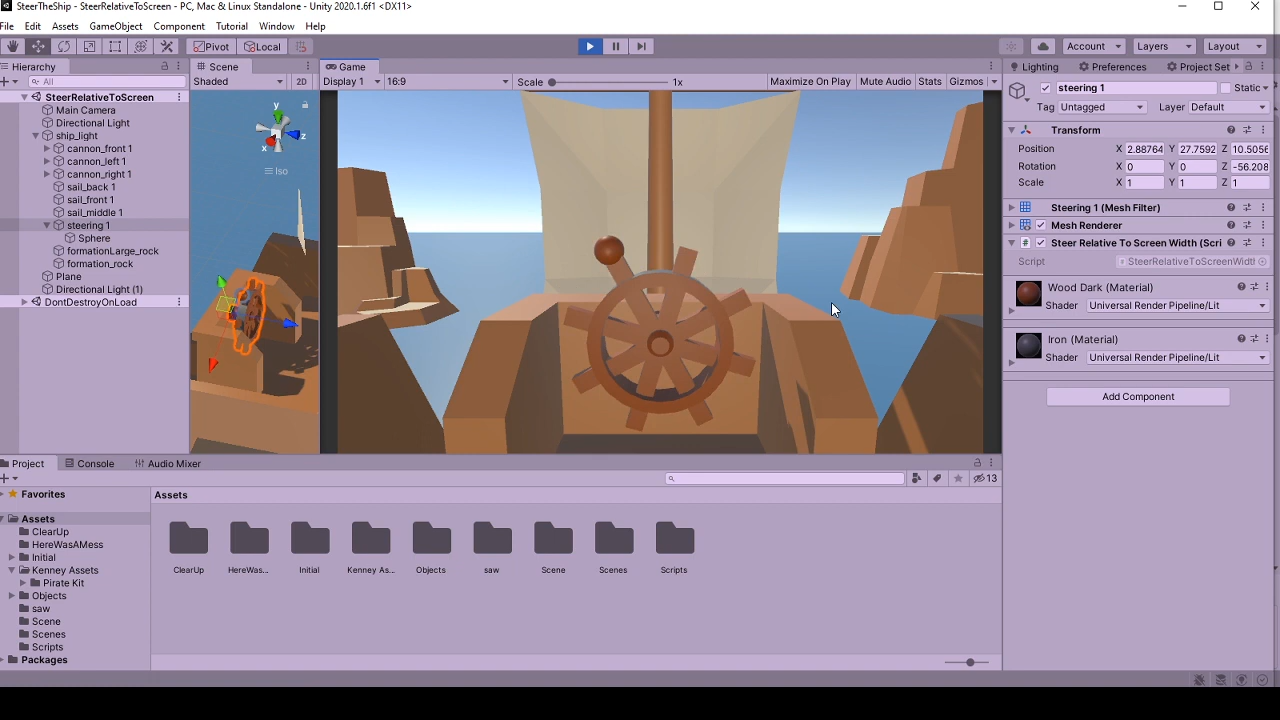 SteerTheShip - SteerRelativeToScreen - PC, Mac & Linux Standalone - Unity 2020.1.6f1 <DX11>
File Edit Assets GameObject Component Tutorial Window Help
Pivot Local Account Layers Layout
Hierarchy Scene Game Lighting Preferences Project Set
All Shaded 2D Display 1 16:9 Scale 1x Maximize On Play Mute Audio Stats Gizmos
steering 1 Static
Tag Untagged Layer Default
SteerRelativeToScreen
Main Camera
Directional Light
ship_light
cannon_front 1
cannon_left 1
cannon_right 1
sail_back 1
sail_front 1
sail_middle 1
steering 1
Sphere
formationLarge_rock
formation_rock
Plane
Directional Light (1)
DontDestroyOnLoad
y
z
x
Iso
Transform
Position X 2.88764 Y 27.7592 Z 10.5056
Rotation X 0 Y 0 Z -56.208
Scale X 1 Y 1 Z 1
Steering 1 (Mesh Filter)
Mesh Renderer
Steer Relative To Screen Width (Scri
Script SteerRelativeToScreenWidth
Wood Dark (Material)
Shader Universal Render Pipeline/Lit
Iron (Material)
Shader Universal Render Pipeline/Lit
Add Component
Project Console Audio Mixer
13
Favorites
Assets
ClearUp
HereWasAMess
Initial
Kenney Assets
Pirate Kit
Objects
saw
Scene
Scenes
Scripts
Packages
Assets
ClearUp HereWas... Initial Kenney As... Objects saw Scene Scenes Scripts